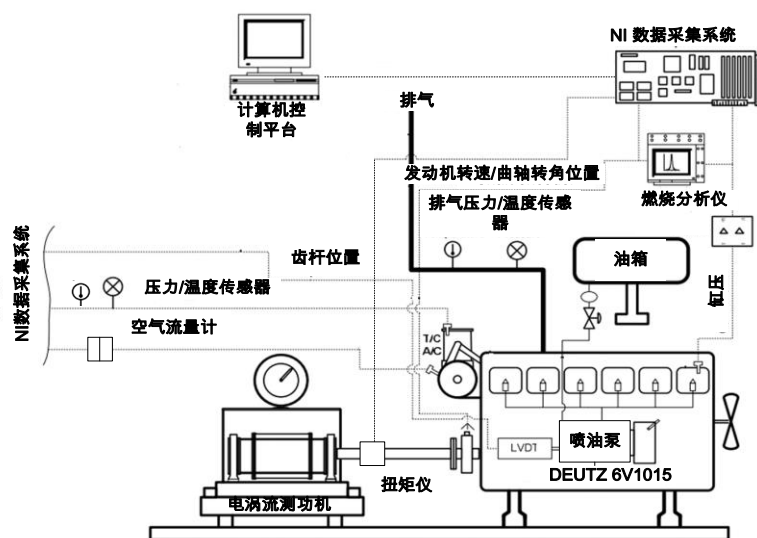 NI 数据采集系统
计算机控
制平台
排气
发动机转速/曲轴转角位置
燃烧分析仪
排气压力/温度传感
器
油箱
缸压
NI数据采集系统
齿杆位置
压力/温度传感器
空气流量计
T/C
A/C
喷油泵
LVDT
DEUTZ 6V1015
扭矩仪
电涡流测功机